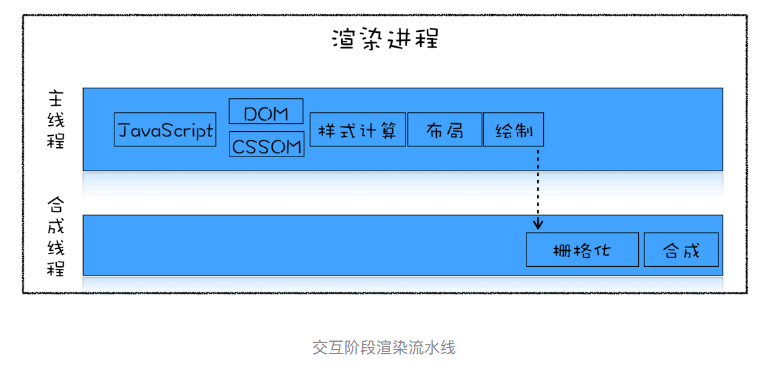 渲染进程
主线程
JavaScript
DOM
CSSOM
样式计算
布局
绘制
合成线程
栅格化
合成
交互阶段渲染流水线